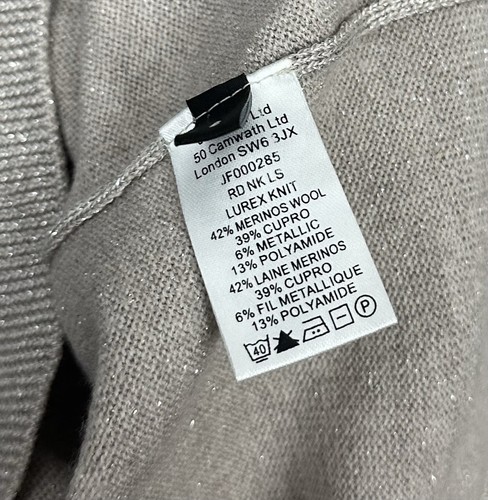 Ltd
50 Camwath Ltd
London SW6 3JX
JF000285
RD NK LS
LUREX KNIT
42% MERINOS WOOL
39% CUPRO
6% METALLIC
13% POLYAMIDE
42% LAINE MERINOS
39% CUPRO
6% FIL METALLIQUE
13% POLYAMIDE
40 P